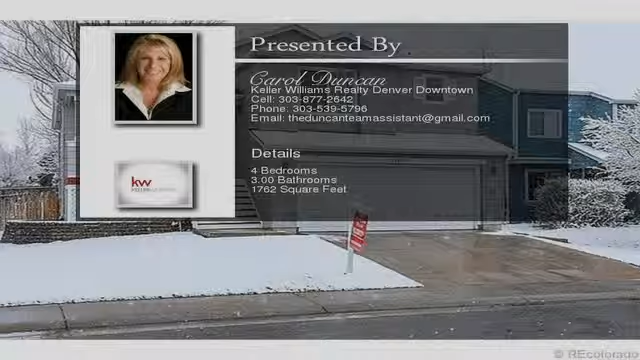 Presented By
Carol Duncan
Keller Williams Realty Denver Downtown
Cell: 303-877-2642
Phone: 303-539-5796
Email: theduncanteamassistant@gmail.com
Details
4 Bedrooms
3.00 Bathrooms
1762 Square Feet
kw
© REcolorado